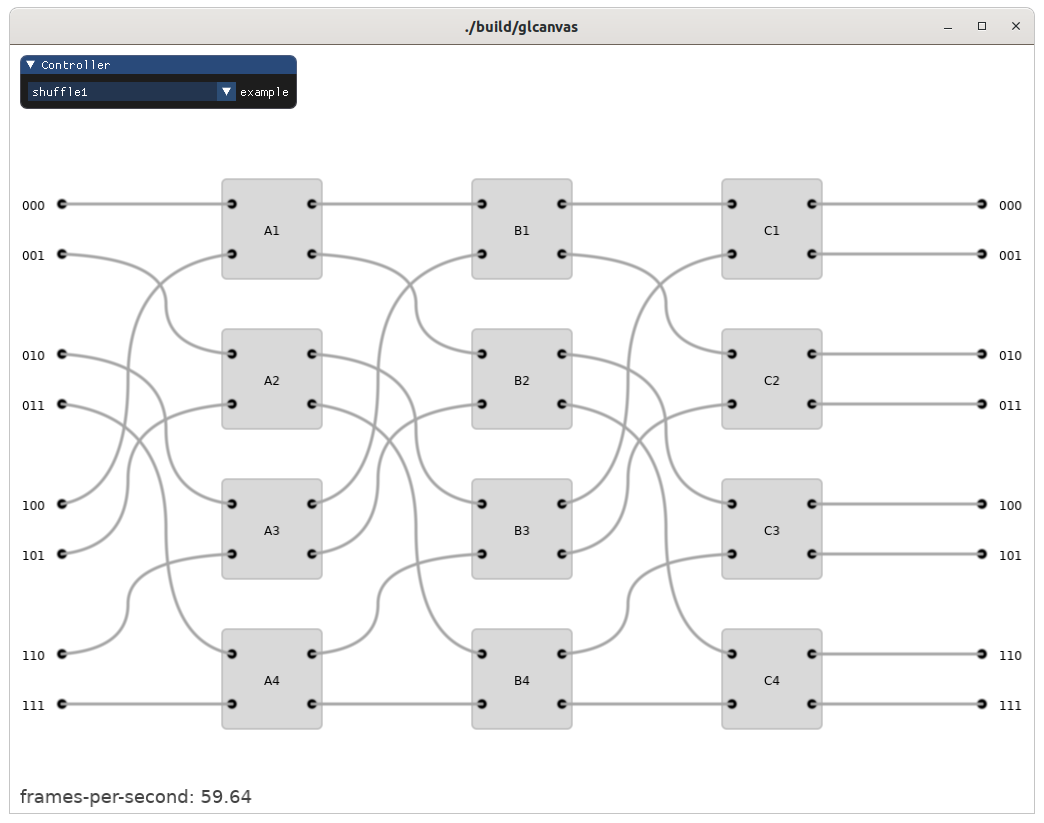 ./build/glcanvas
Controller
shuffle1 example
000 A1 B1 C1 000
001 001
010 A2 B2 C2 010
011 011
100 A3 B3 C3 100
101 101
110 A4 B4 C4 110
111 111
frames-per-second: 59.64